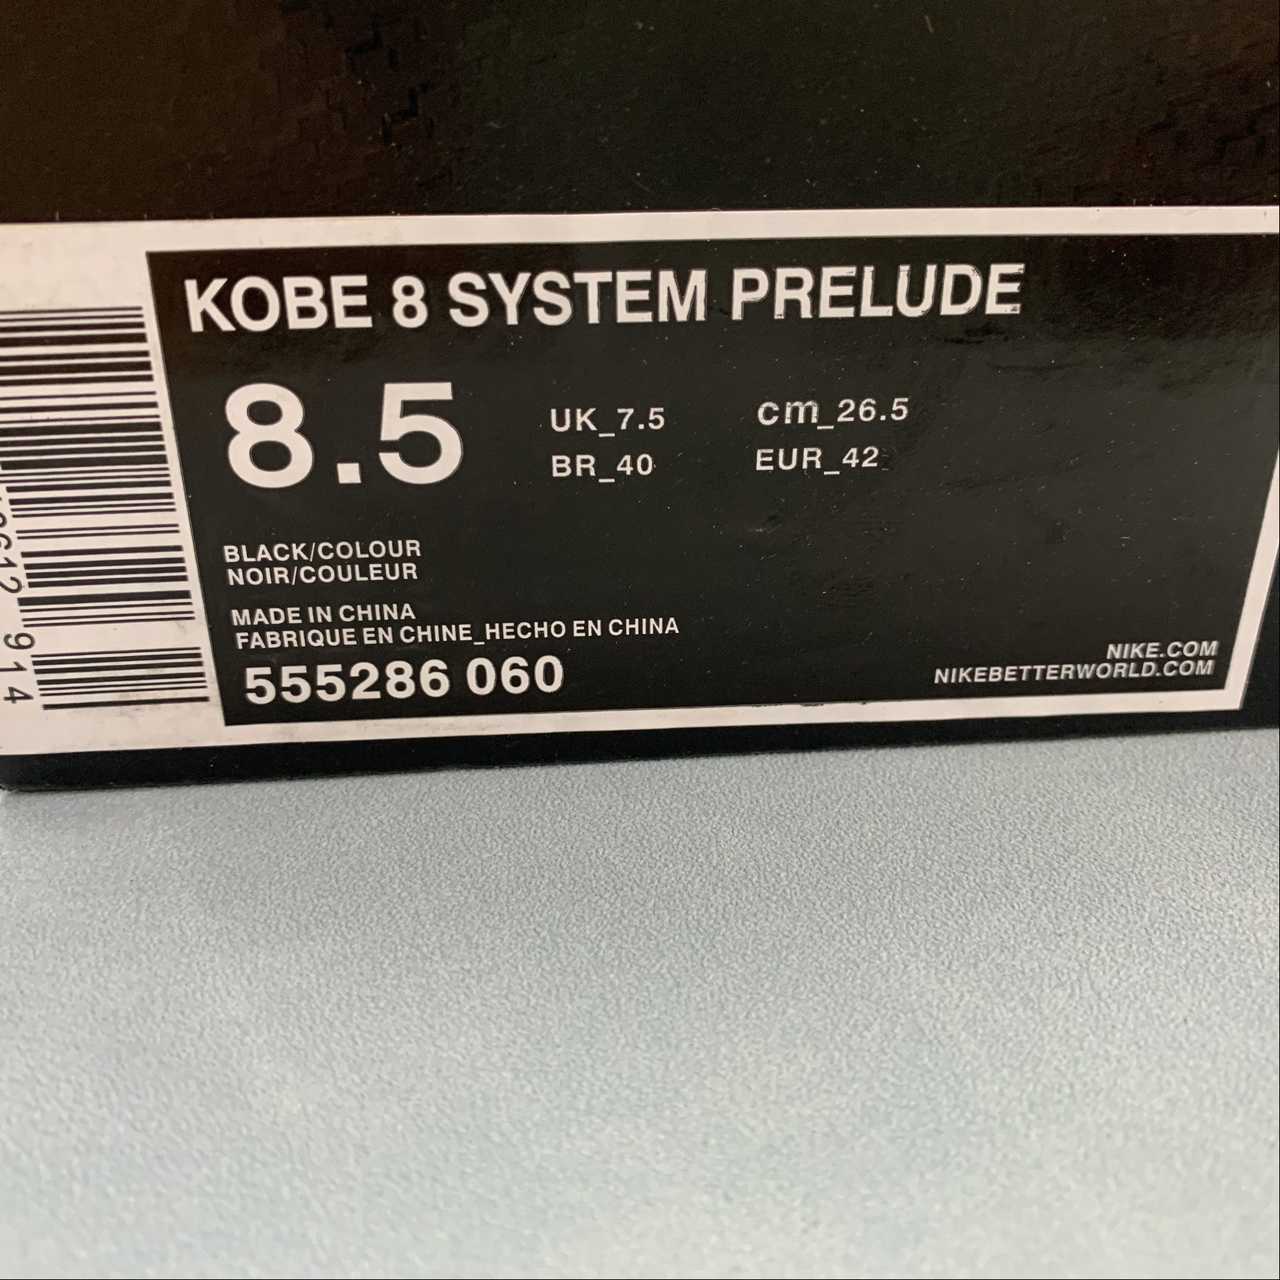 KOBE 8 SYSTEM PRELUDE
8.5
UK_7.5 cm_26.5
BR_40 EUR_42
BLACK/COLOUR
NOIR/COULEUR
MADE IN CHINA
FABRIQUE EN CHINE_HECHO EN CHINA
555286 060
NIKE.COM
NIKEBETTERWORLD.COM
914